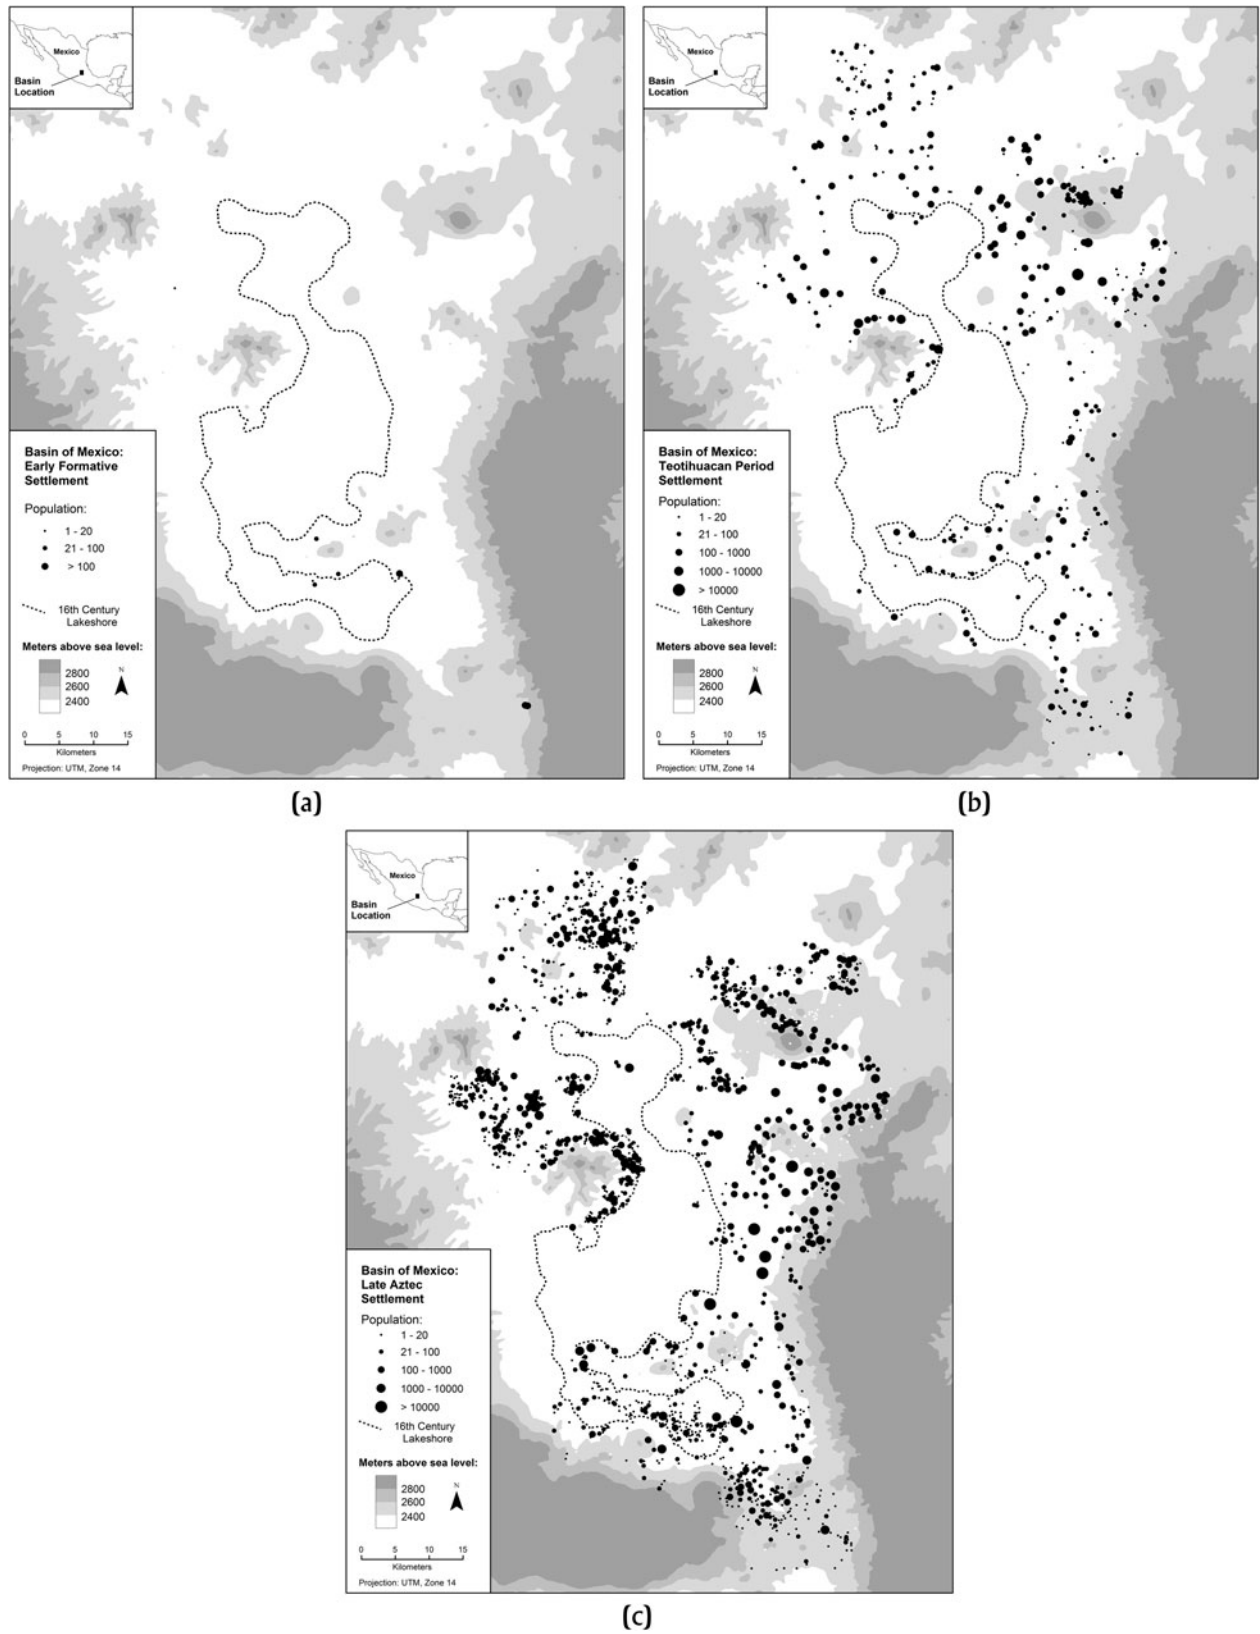 Mexico
Basin
Location
Basin of Mexico:
Early Formative
Settlement
Population:
1 - 20
21 - 100
> 100
16th Century
Lakeshore
Meters above sea level:
2800
2600
2400
N
0 5 10 15
Kilometers
Projection: UTM, Zone 14
(a)
Mexico
Basin
Location
Basin of Mexico:
Teotihuacan Period
Settlement
Population:
1 - 20
21 - 100
100 - 1000
1000 - 10000
> 10000
16th Century
Lakeshore
Meters above sea level:
2800
2600
2400
N
0 5 10 15
Kilometers
Projection: UTM, Zone 14
(b)
Mexico
Basin
Location
Basin of Mexico:
Late Aztec
Settlement
Population:
1 - 20
21 - 100
100 - 1000
1000 - 10000
> 10000
16th Century
Lakeshore
Meters above sea level:
2800
2600
2400
N
0 5 10 15
Kilometers
Projection: UTM, Zone 14
(c)